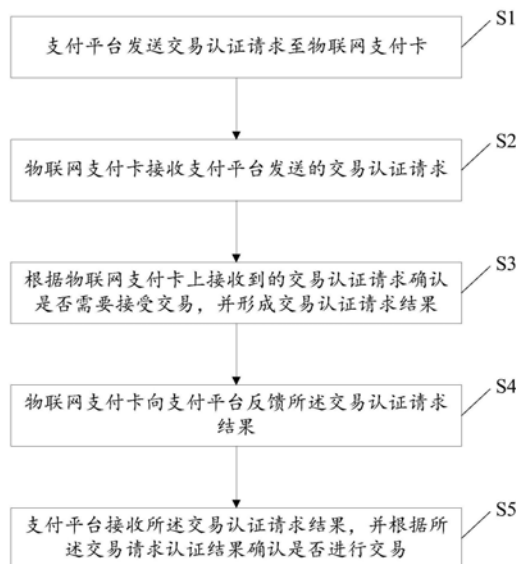 S1
支付平台发送交易认证请求至物联网支付卡
S2
物联网支付卡接收支付平台发送的交易认证请求
S3
根据物联网支付卡上接收到的交易认证请求确认
是否需要接受交易，并形成交易认证请求结果
S4
物联网支付卡向支付平台反馈所述交易认证请求
结果
S5
支付平台接收所述交易认证请求结果，并根据所
述交易请求认证结果确认是否进行交易